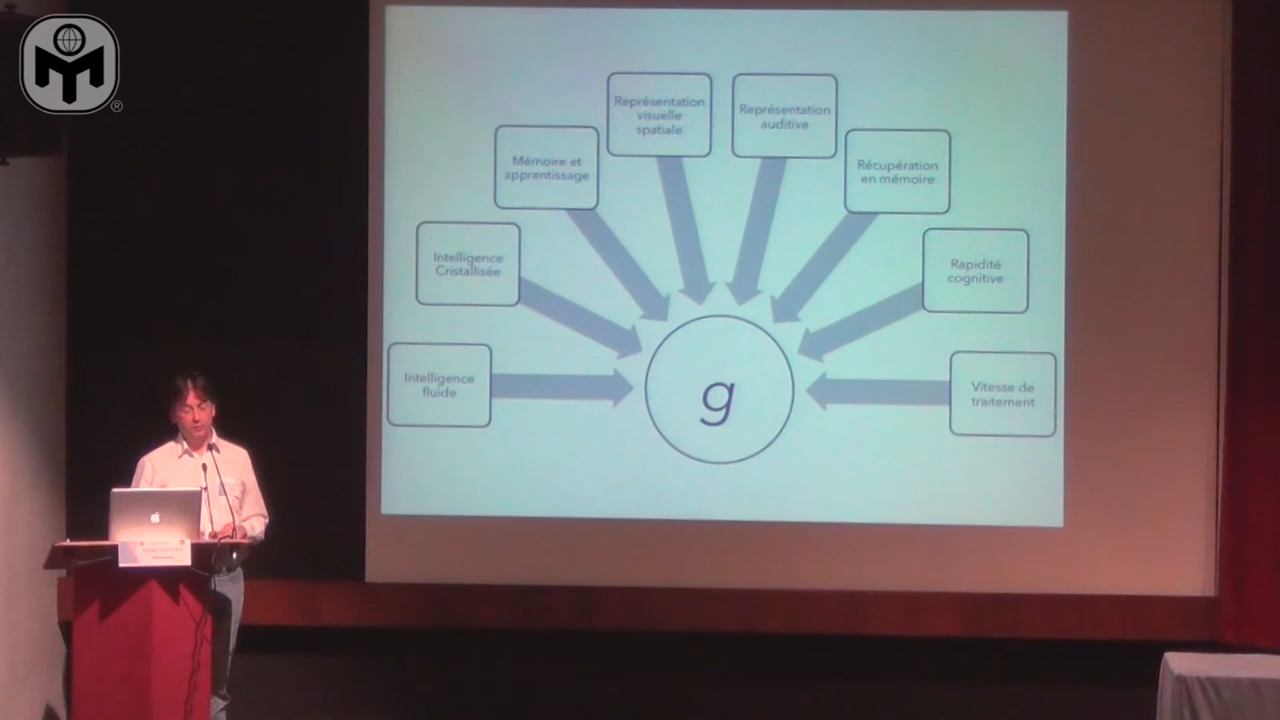 Représentation
visuelle
spatiale
Représentation
auditive
Mémoire et
apprentissage
Récupération
en mémoire
Intelligence
Cristallisée
Rapidité
cognitive
Intelligence
fluide
g
Vitesse de
traitement
®